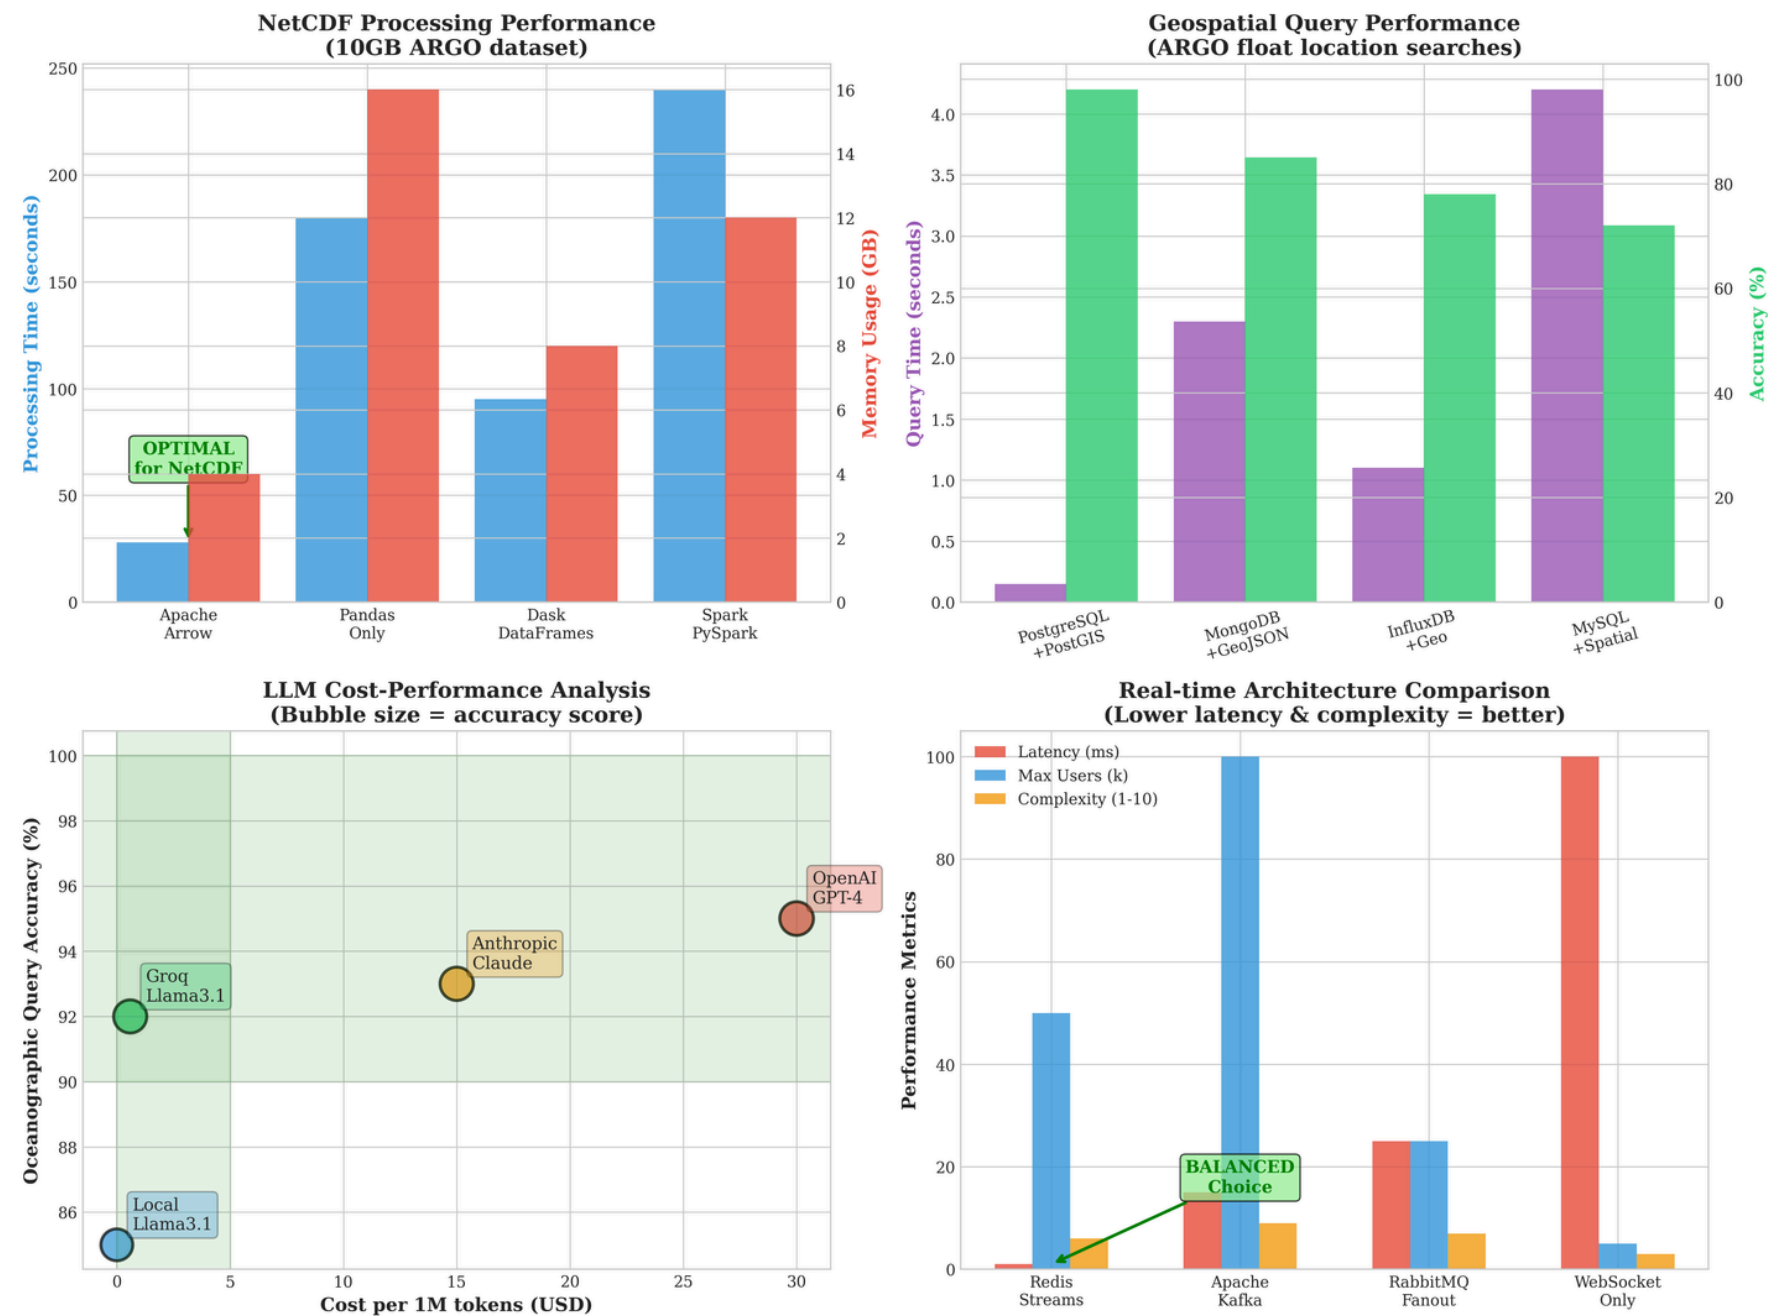 NetCDF Processing Performance
(10GB ARGO dataset)
Processing Time (seconds)
250
200
150
100
50
0
OPTIMAL
for NetCDF
16
14
12
10
8
6
4
2
0
Memory Usage (GB)
Apache
Arrow
Pandas
Only
Dask
DataFrames
Spark
PySpark
Geospatial Query Performance
(ARGO float location searches)
Query Time (seconds)
4.0
3.5
3.0
2.5
2.0
1.5
1.0
0.5
0.0
100
80
60
40
20
0
Accuracy (%)
PostgreSQL
+PostGIS
MongoDB
+GeoJSON
InfluxDB
+Geo
MySQL
+Spatial
LLM Cost-Performance Analysis
(Bubble size = accuracy score)
Oceanographic Query Accuracy (%)
100
98
96
94
92
90
88
86
OpenAI
GPT-4
Anthropic
Claude
Groq
Llama3.1
Local
Llama3.1
0
5
10
15
20
25
30
Cost per 1M tokens (USD)
Real-time Architecture Comparison
(Lower latency & complexity = better)
Performance Metrics
100
80
60
40
20
0
Latency (ms)
Max Users (k)
Complexity (1-10)
BALANCED
Choice
Redis
Streams
Apache
Kafka
RabbitMQ
Fanout
WebSocket
Only